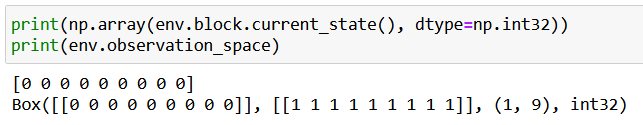 print(np.array(env.block.current_state(), dtype=np.int32))
print(env.observation_space)
[0 0 0 0 0 0 0 0 0]
Box([[0 0 0 0 0 0 0 0 0]], [[1 1 1 1 1 1 1 1 1]], (1, 9), int32)